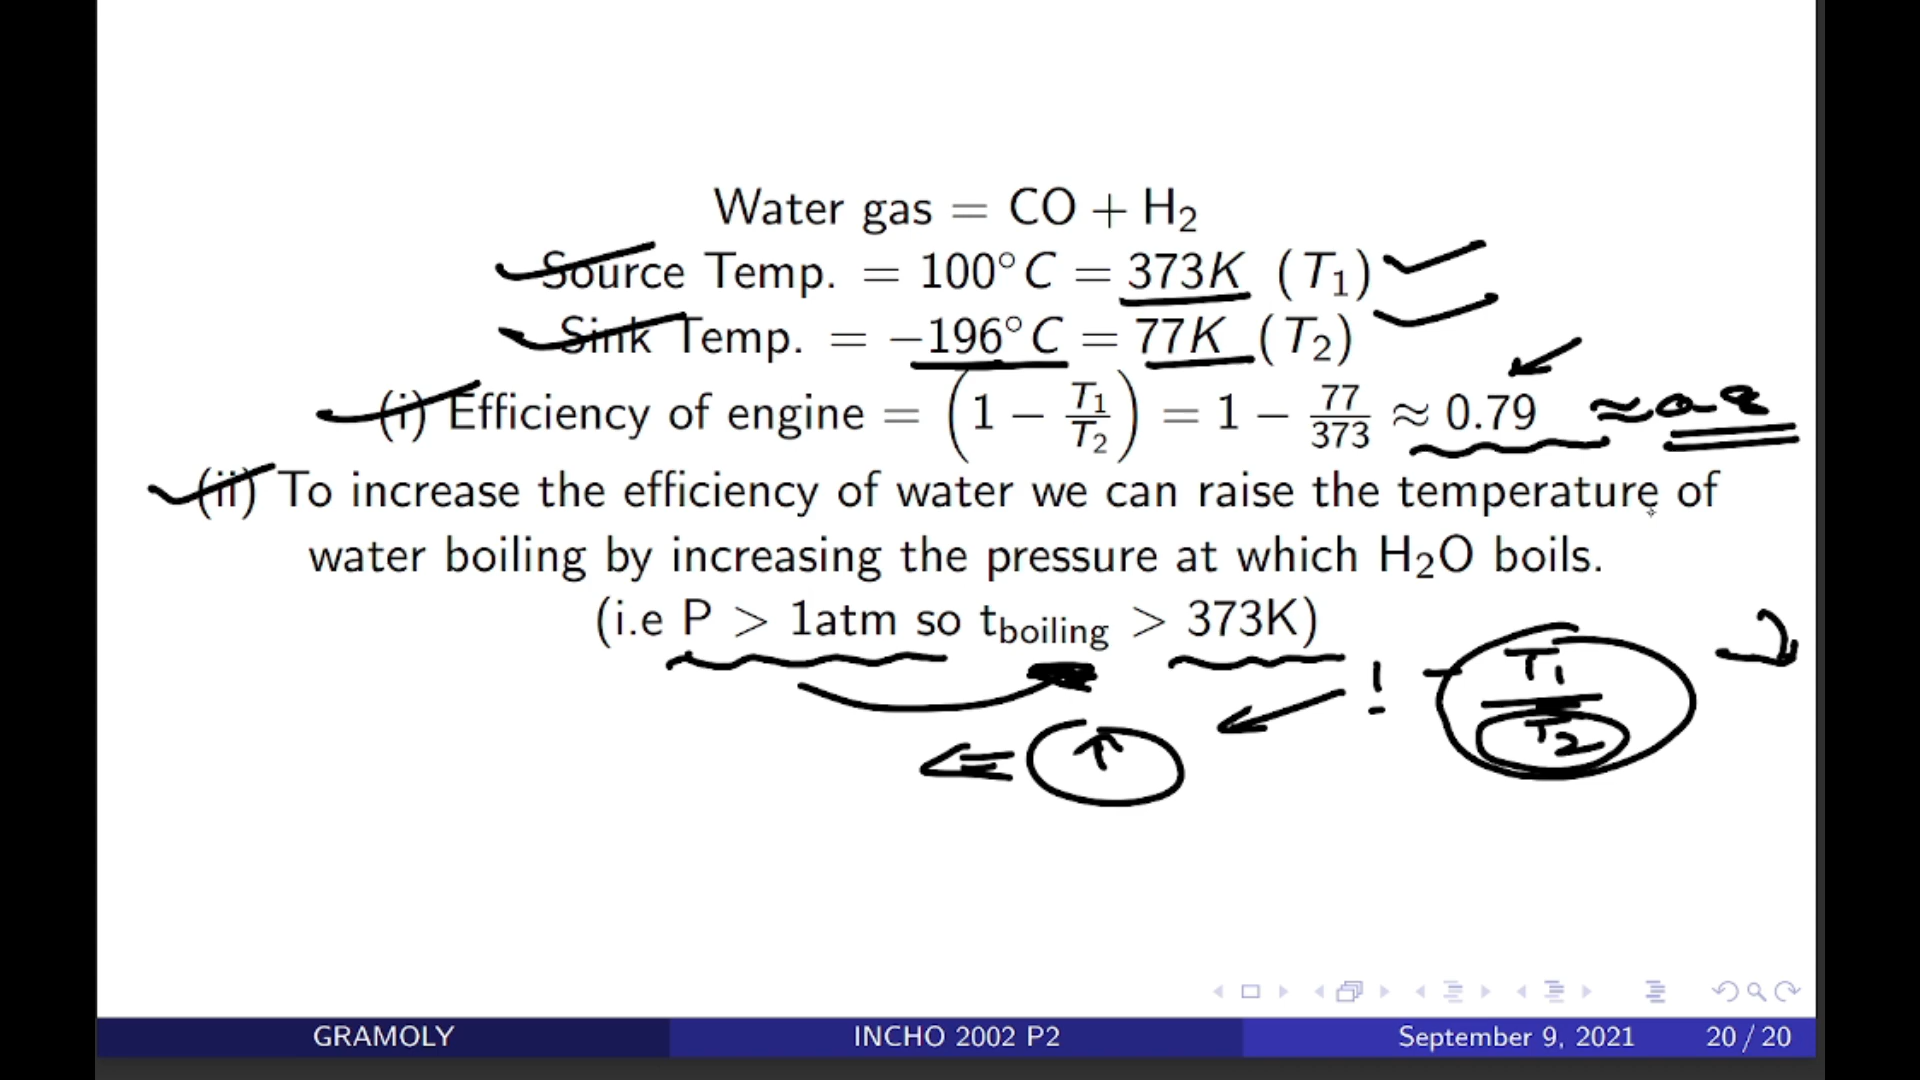 Water gas = CO + H₂
Source Temp. = 100°C = 373K (T₁)
Sink Temp. = −196°C = 77K (T₂)
(i) Efficiency of engine = (1 − T₁/T₂) = 1 − 77/373 ≈ 0.79 ≈ 0.8
(ii) To increase the efficiency of water we can raise the temperature of
water boiling by increasing the pressure at which H₂O boils.
(i.e P > 1atm so t_boiling > 373K)
! − T₁/T₂
GRAMOLY INCHO 2002 P2 September 9, 2021 20 / 20